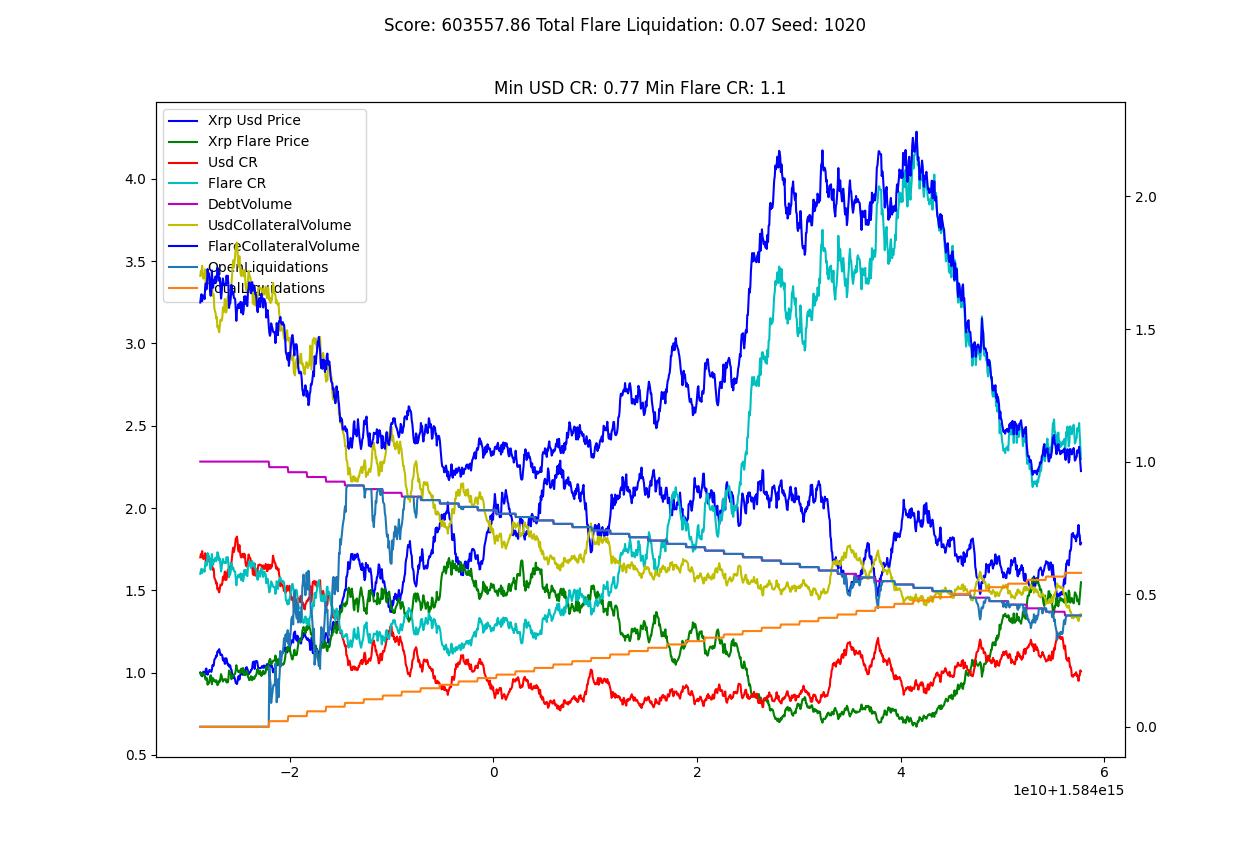 Score: 603557.86 Total Flare Liquidation: 0.07 Seed: 1020
Min USD CR: 0.77 Min Flare CR: 1.1
Xrp Usd Price
Xrp Flare Price
Usd CR
Flare CR
DebtVolume
UsdCollateralVolume
FlareCollateralVolume
OpenLiquidations
TotalLiquidations
4.0
3.5
3.0
2.5
2.0
1.5
1.0
0.5
2.0
1.5
1.0
0.5
0.0
−2 0 2 4 6
1e10+1.584e15